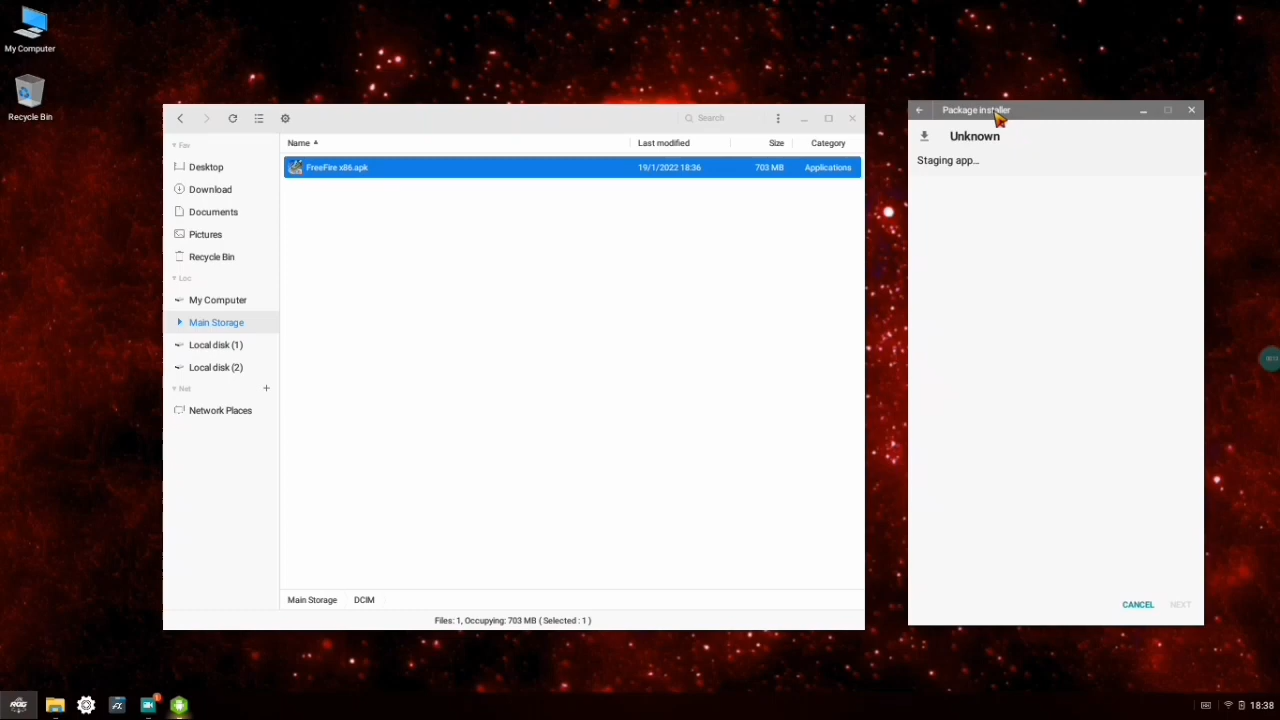 My Computer
Recycle Bin
Search
Fav
Desktop
Download
Documents
Pictures
Recycle Bin
Loc
My Computer
Main Storage
Local disk (1)
Local disk (2)
Net
Network Places
Name Last modified Size Category
FreeFire x86.apk 19/1/2022 18:36 703 MB Applications
Main Storage DCIM
Files: 1, Occupying: 703 MB ( Selected : 1 )
Package installer
Unknown
Staging app...
CANCEL NEXT
18:38